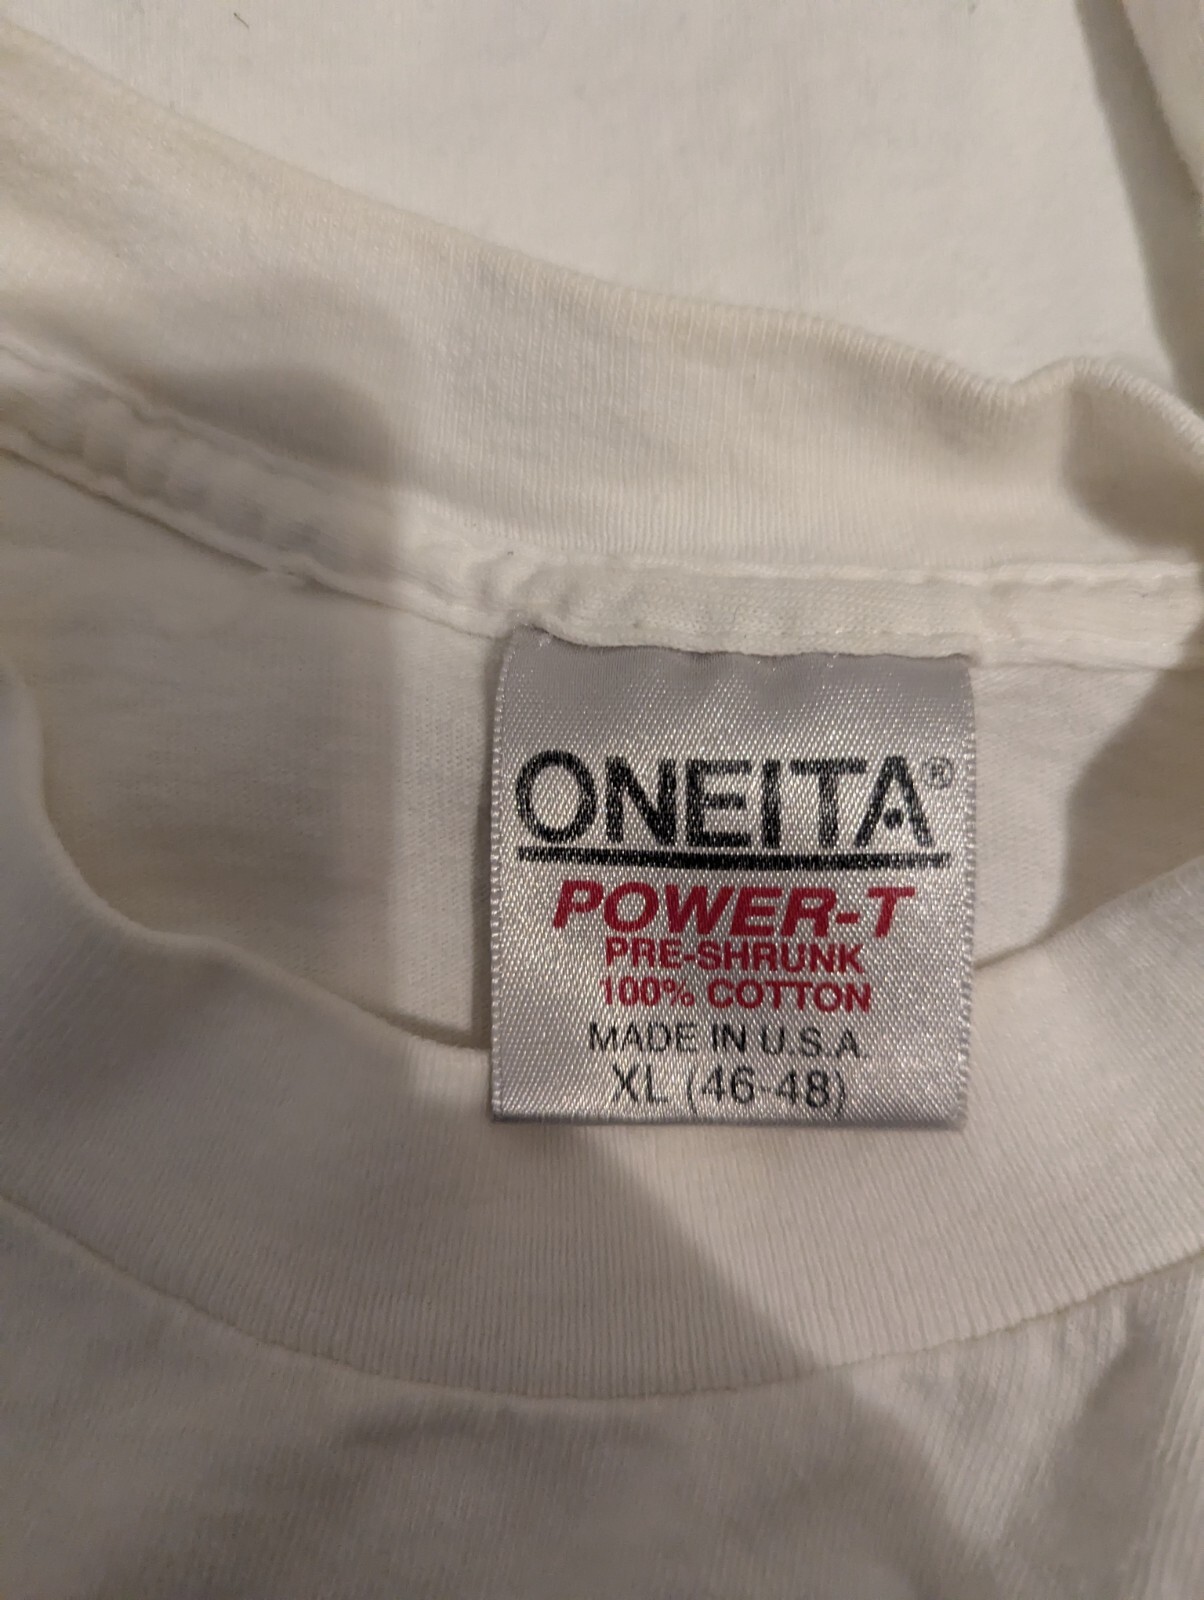 ONEITA®
POWER-T
PRE-SHRUNK
100% COTTON
MADE IN U.S.A.
XL (46-48)